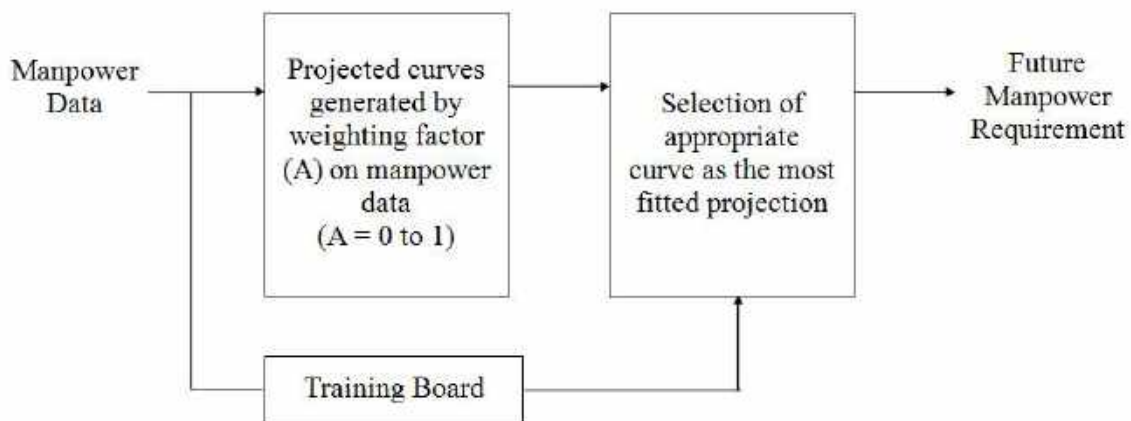 Manpower
Data
Projected curves
generated by
weighting factor
(A) on manpower
data
(A = 0 to 1)
Selection of
appropriate
curve as the most
fitted projection
Future
Manpower
Requirement
Training Board